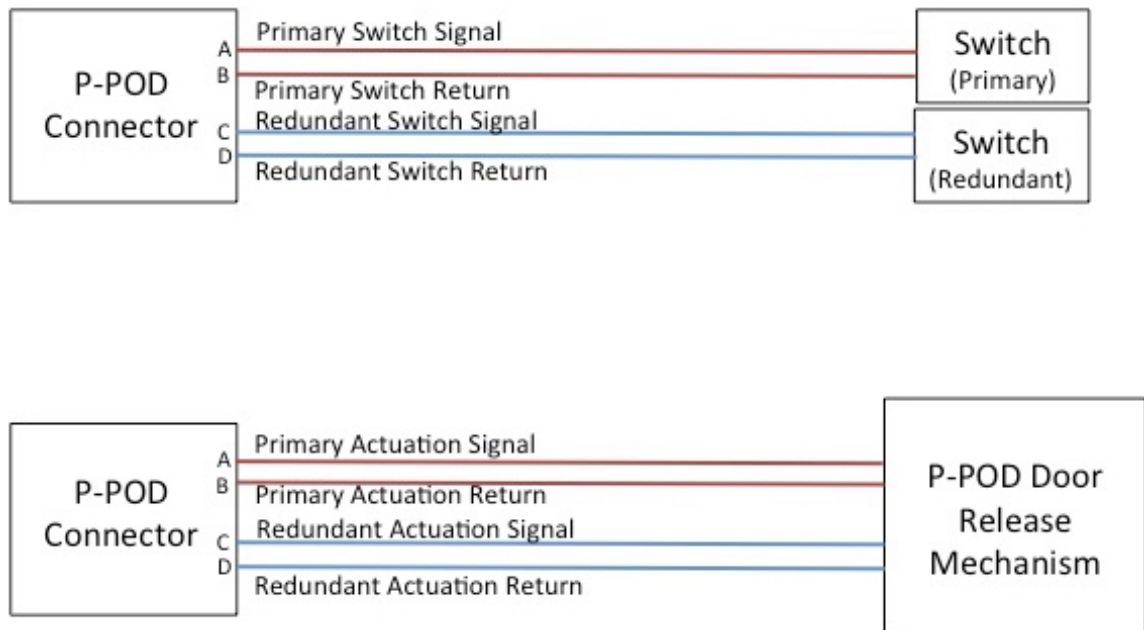 P-POD
Connector
A
B
C
D
Primary Switch Signal
Primary Switch Return
Redundant Switch Signal
Redundant Switch Return
Switch
(Primary)
Switch
(Redundant)
P-POD
Connector
A
B
C
D
Primary Actuation Signal
Primary Actuation Return
Redundant Actuation Signal
Redundant Actuation Return
P-POD Door
Release
Mechanism